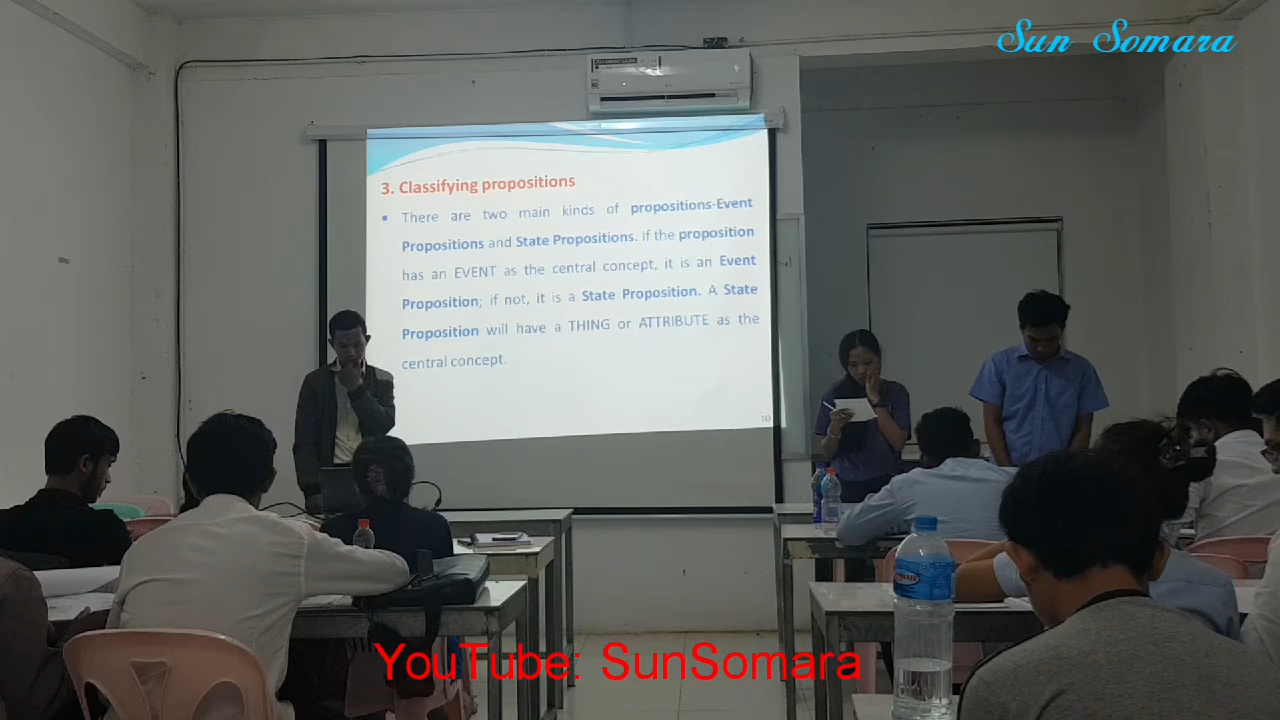 Sun Somara
3. Classifying propositions
▪ There are two main kinds of propositions-Event
Propositions and State Propositions. If the proposition
has an EVENT as the central concept, it is an Event
Proposition; if not, it is a State Proposition. A State
Proposition will have a THING or ATTRIBUTE as the
central concept.
10
YouTube: SunSomara